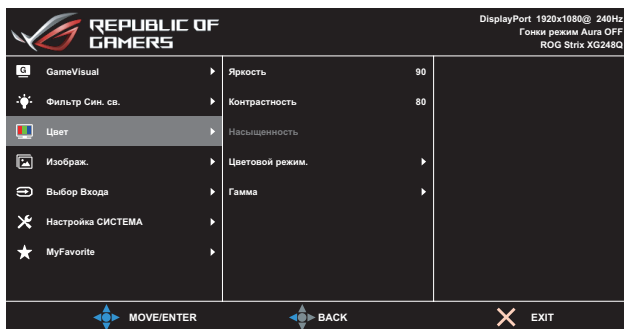 REPUBLIC OF
GAMERS
DisplayPort 1920x1080@ 240Hz
Гонки режим Aura OFF
ROG Strix XG248Q
G
GameVisual
Фильтр Син. св.
Цвет
Изображ.
Выбор Входа
Настройка СИСТЕМА
MyFavorite
Яркость 90
Контрастность 80
Насыщенность
Цветовой режим.
Гамма
MOVE/ENTER
BACK
EXIT